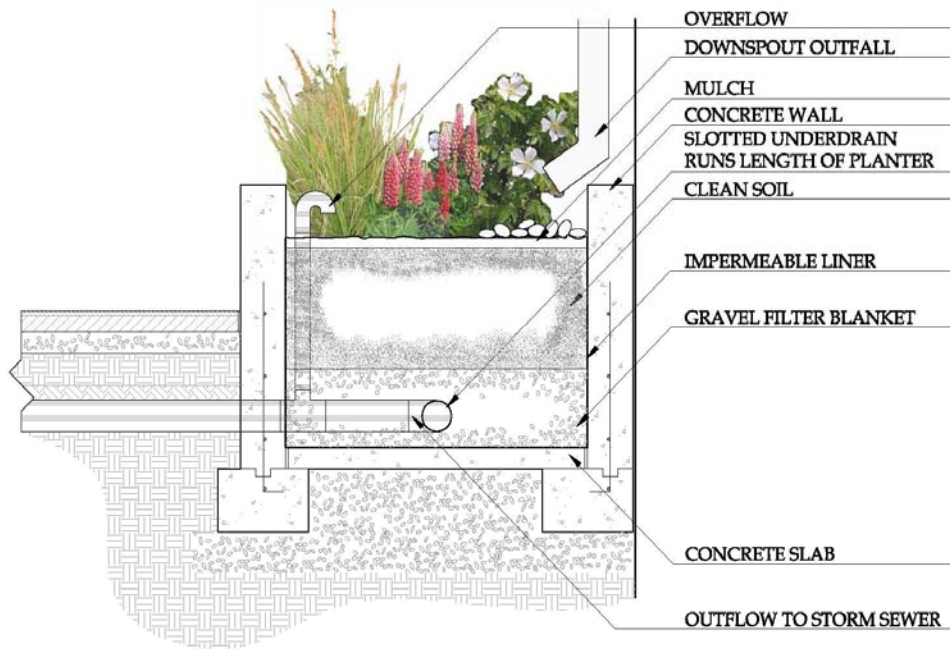 OVERFLOW
DOWNSPOUT OUTFALL
MULCH
CONCRETE WALL
SLOTTED UNDERDRAIN
RUNS LENGTH OF PLANTER
CLEAN SOIL
IMPERMEABLE LINER
GRAVEL FILTER BLANKET
CONCRETE SLAB
OUTFLOW TO STORM SEWER